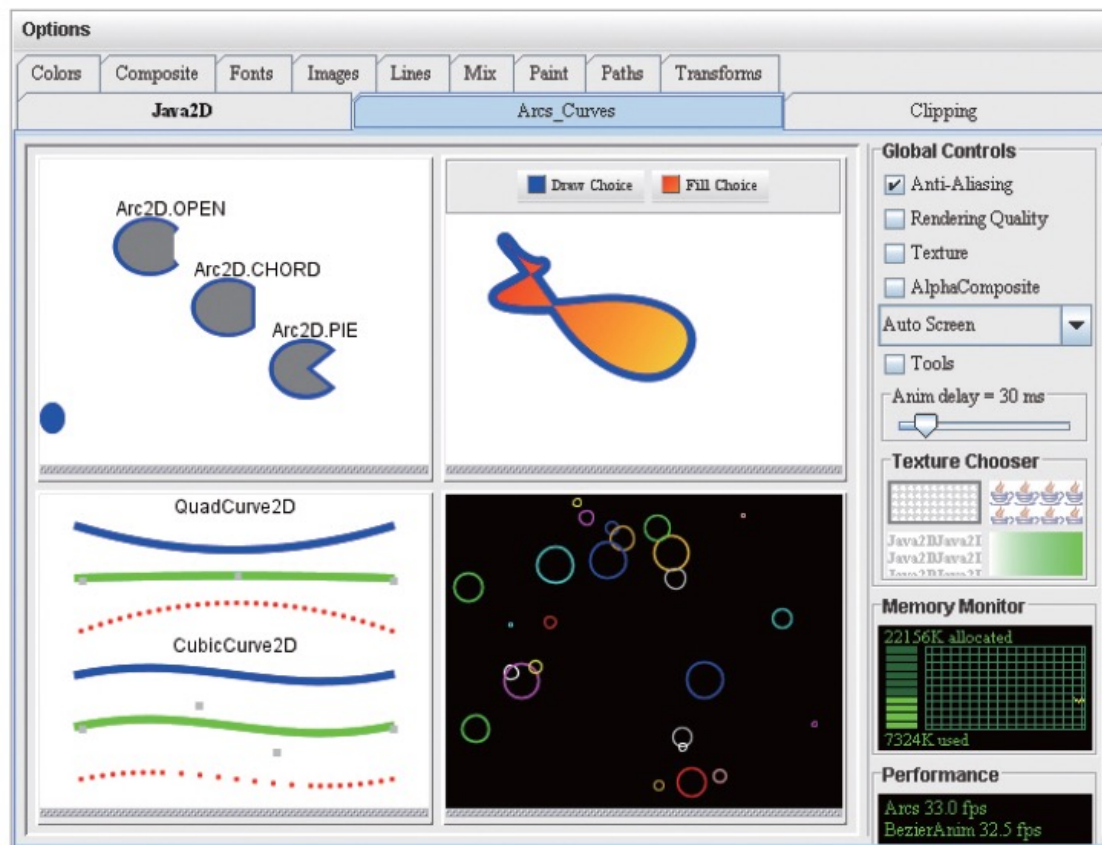 Options
Colors Composite Fonts Images Lines Mix Paint Paths Transforms
Java2D Arcs_Curves Clipping
Arc2D.OPEN
Arc2D.CHORD
Arc2D.PIE
Draw Choice Fill Choice
QuadCurve2D
CubicCurve2D
Global Controls
Anti-Aliasing
Rendering Quality
Texture
AlphaComposite
Auto Screen
Tools
Anim delay = 30 ms
Texture Chooser
Java2DJava2D
Java2DJava2D
Memory Monitor
22156K allocated
7324K used
Performance
Arcs 33.0 fps
BezierAnim 32.5 fps